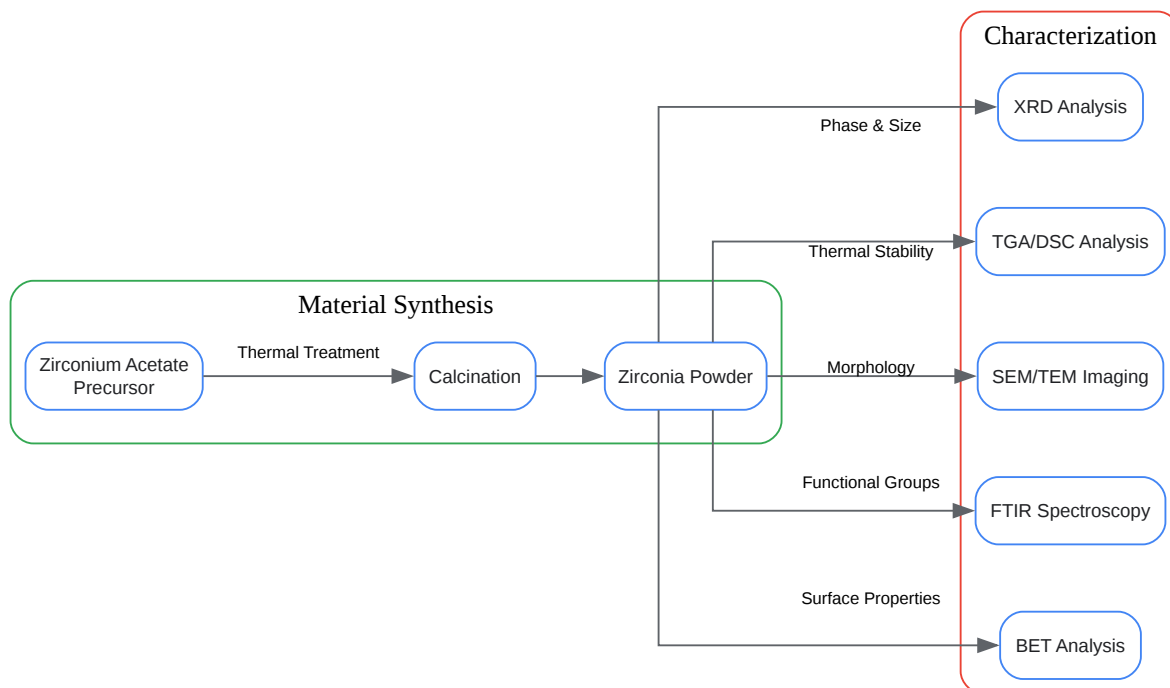 Characterization
XRD Analysis
Phase & Size
TGA/DSC Analysis
Thermal Stability
Material Synthesis
Zirconium Acetate
Precursor
Thermal Treatment
Calcination
Zirconia Powder
Morphology
SEM/TEM Imaging
Functional Groups
FTIR Spectroscopy
Surface Properties
BET Analysis